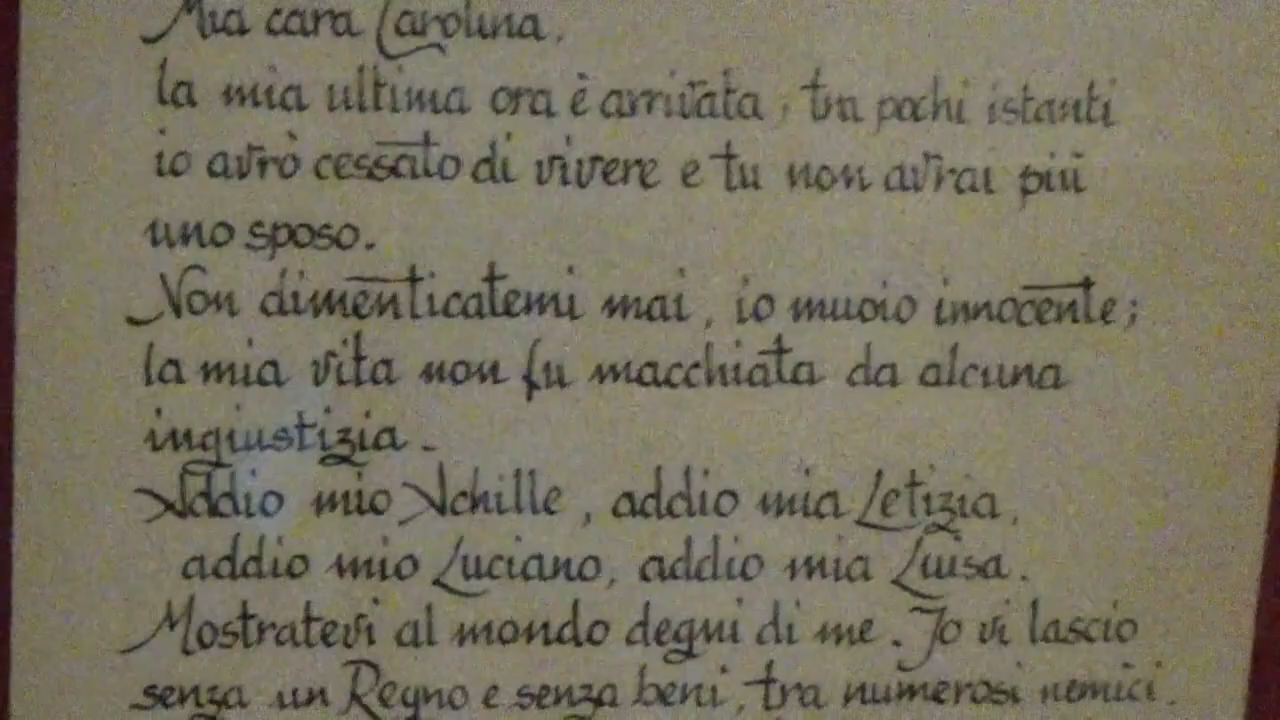 Mia cara Carolina,
la mia ultima ora è arrivata, tra pochi istanti
io avrò cessato di vivere e tu non avrai più
uno sposo.
Non dimenticatemi mai, io muoio innocente;
la mia vita non fu macchiata da alcuna
ingiustizia.
Addio mio Achille, addio mia Letizia,
addio mio Luciano, addio mia Luisa.
Mostratevi al mondo degni di me. Io vi lascio
senza un Regno e senza beni, tra numerosi nemici.